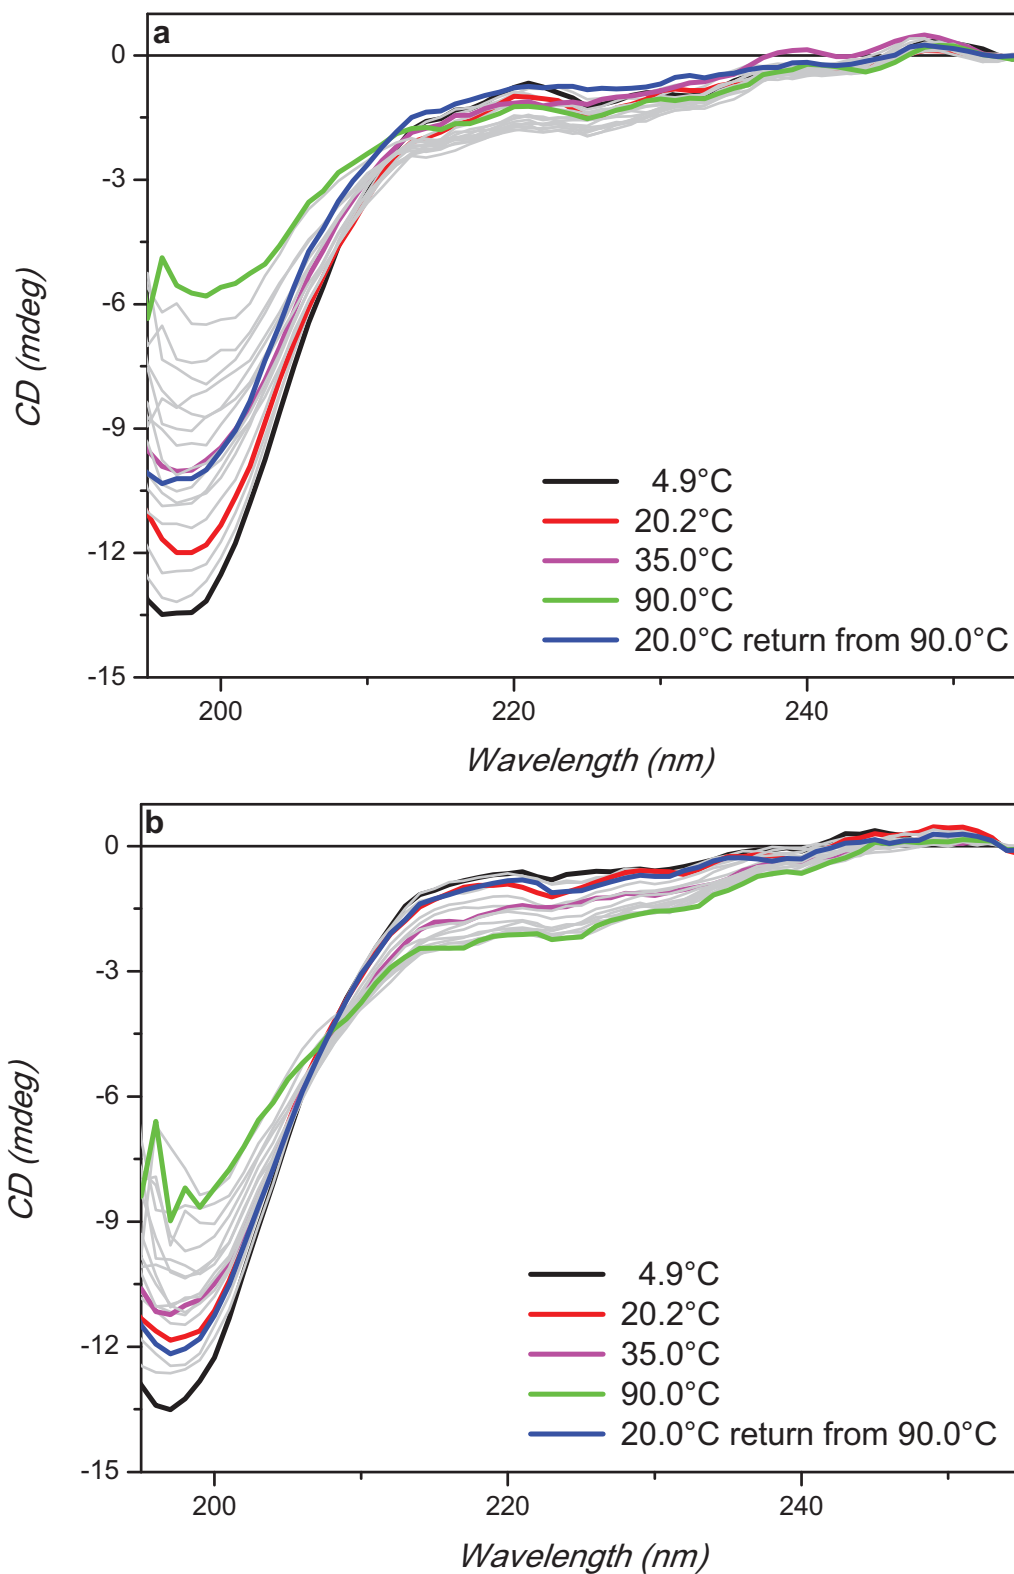 a
0
-3
-6
-9
-12
-15
CD (mdeg)
4.9°C
20.2°C
35.0°C
90.0°C
20.0°C return from 90.0°C
200
220
240
Wavelength (nm)
b
0
-3
-6
-9
-12
-15
CD (mdeg)
4.9°C
20.2°C
35.0°C
90.0°C
20.0°C return from 90.0°C
200
220
240
Wavelength (nm)